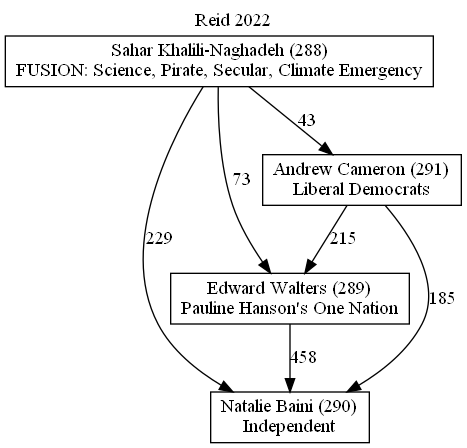 Reid 2022
Sahar Khalili-Naghadeh (288)
FUSION: Science, Pirate, Secular, Climate Emergency
43
Andrew Cameron (291)
Liberal Democrats
73
229
215
Edward Walters (289)
Pauline Hanson's One Nation
185
458
Natalie Baini (290)
Independent